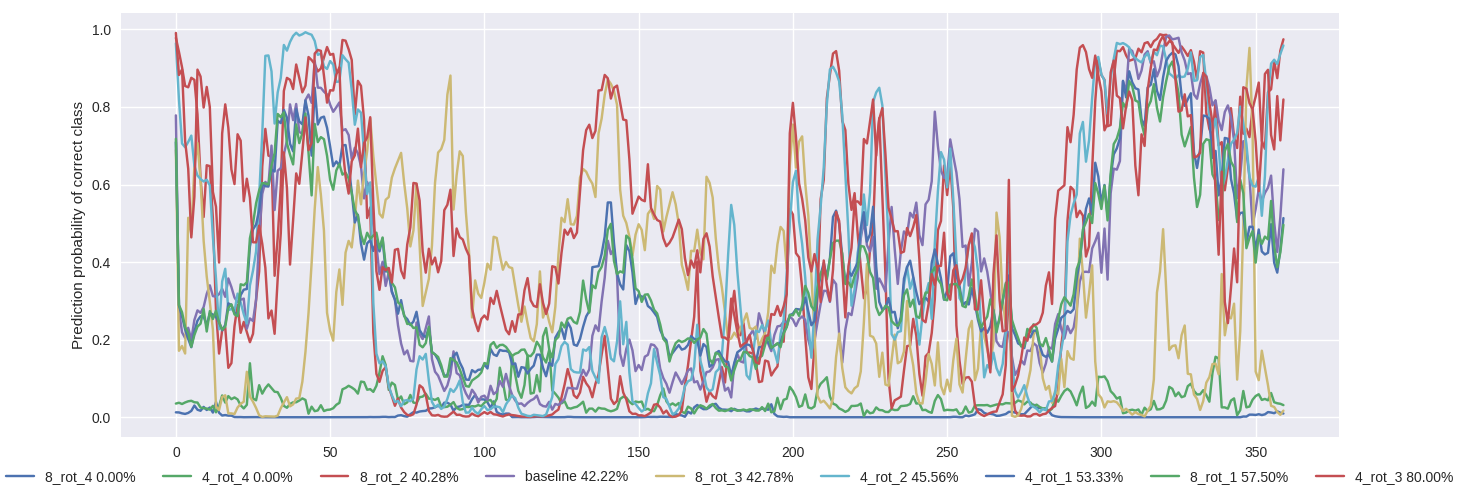 1.0
0.8
0.6
0.4
0.2
0.0
Prediction probability of correct class
0 50 100 150 200 250 300 350
8_rot_4 0.00% 4_rot_4 0.00% 8_rot_2 40.28% baseline 42.22% 8_rot_3 42.78% 4_rot_2 45.56% 4_rot_1 53.33% 8_rot_1 57.50% 4_rot_3 80.00%